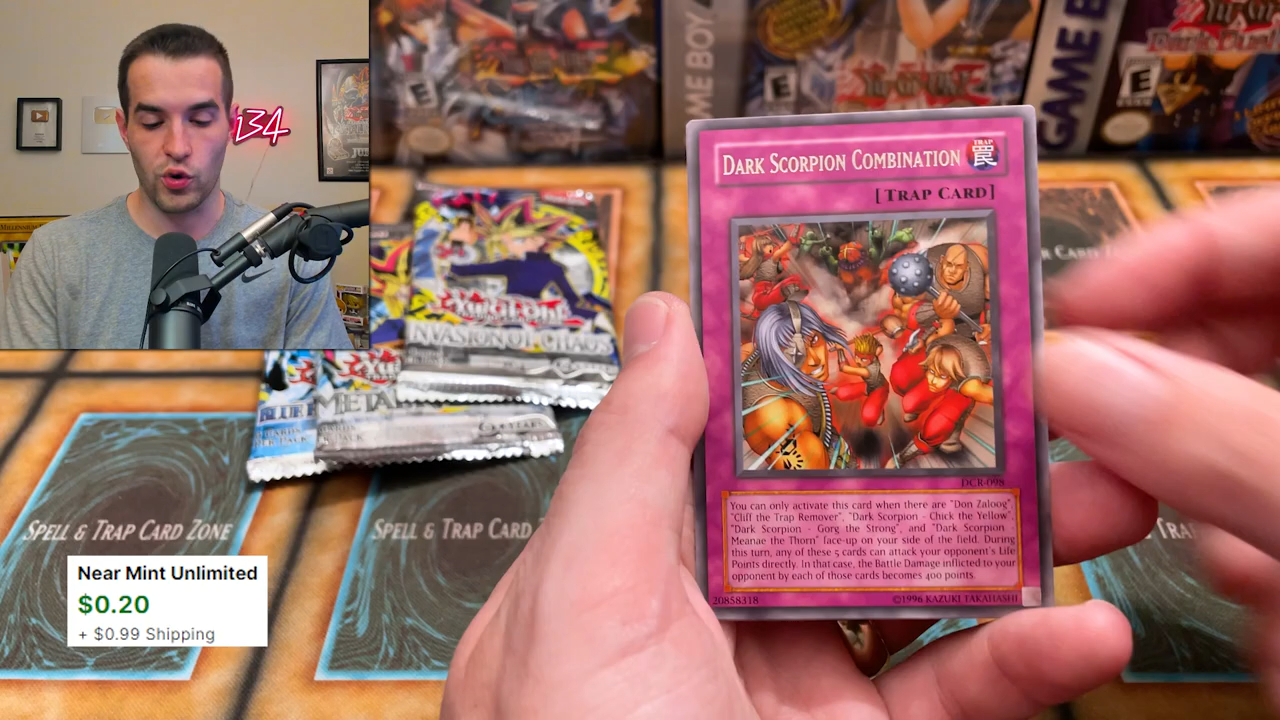 134
GAME BOY
E
E
GAME B
INVASION OF CHAOS
BLUE
METAL
SPELL & TRAP CARD ZONE
SPELL & TRAP CARD
Near Mint Unlimited
$0.20
+ $0.99 Shipping
DARK SCORPION COMBINATION
TRAP
罠
[TRAP CARD]
DCR-098
You can only activate this card when there are "Don Zaloog"
"Cliff the Trap Remover", "Dark Scorpion - Chick the Yellow",
"Dark Scorpion - Gorg the Strong", and "Dark Scorpion -
Meanae the Thorn" face-up on your side of the field. During
this turn, any of these 5 cards can attack your opponent's Life
Points directly. In that case, the Battle Damage inflicted to your
opponent by each of those cards becomes 400 points.
20858318
©1996 KAZUKI TAKAHASHI